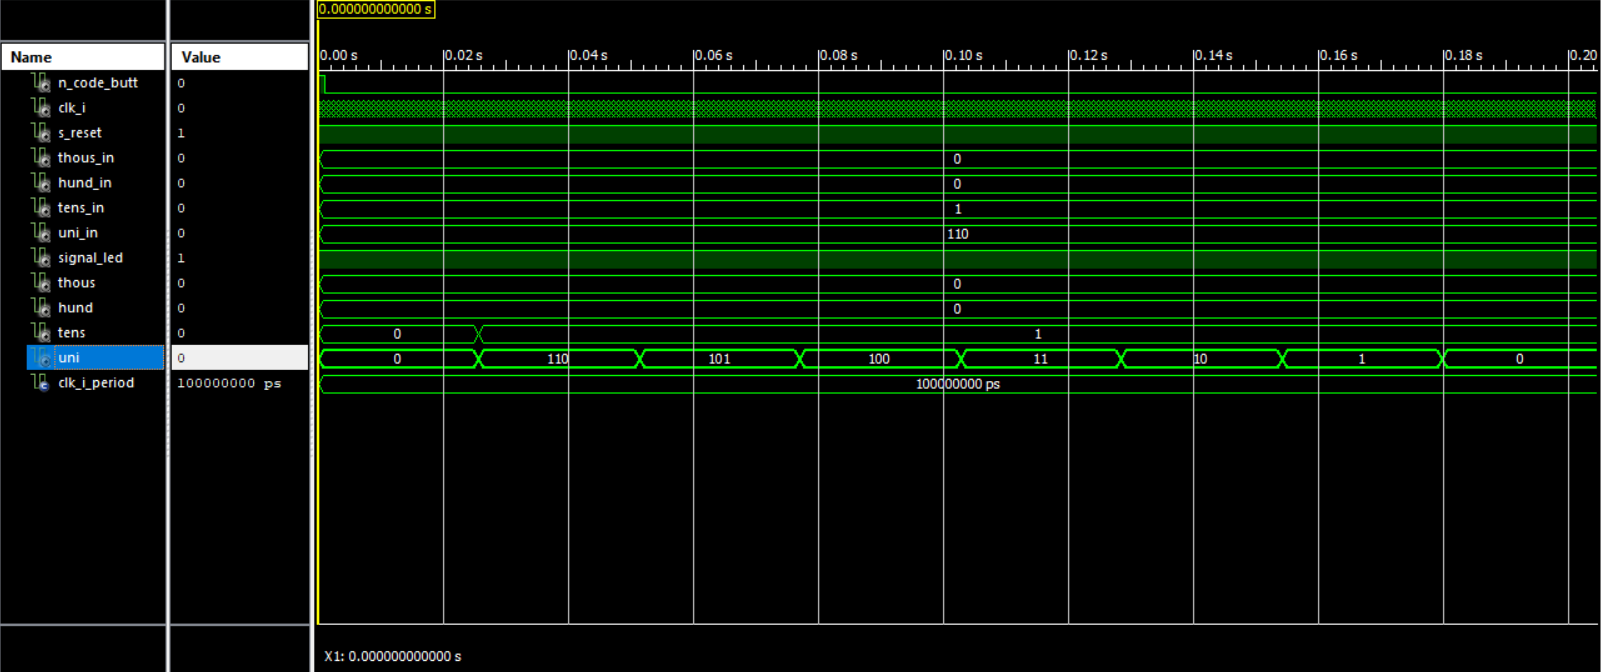 0.000000000000 s
0.00 s 0.02 s 0.04 s 0.06 s 0.08 s 0.10 s 0.12 s 0.14 s 0.16 s 0.18 s 0.20
Name Value
n_code_butt 0
clk_i 0
s_reset 1
thous_in 0 0
hund_in 0 0
tens_in 0 1
uni_in 0 110
signal_led 1
thous 0 0
hund 0 0
tens 0 0 1
uni 0 0 110 101 100 11 10 1 0
clk_i_period 100000000 ps 100000000 ps
X1: 0.000000000000 s